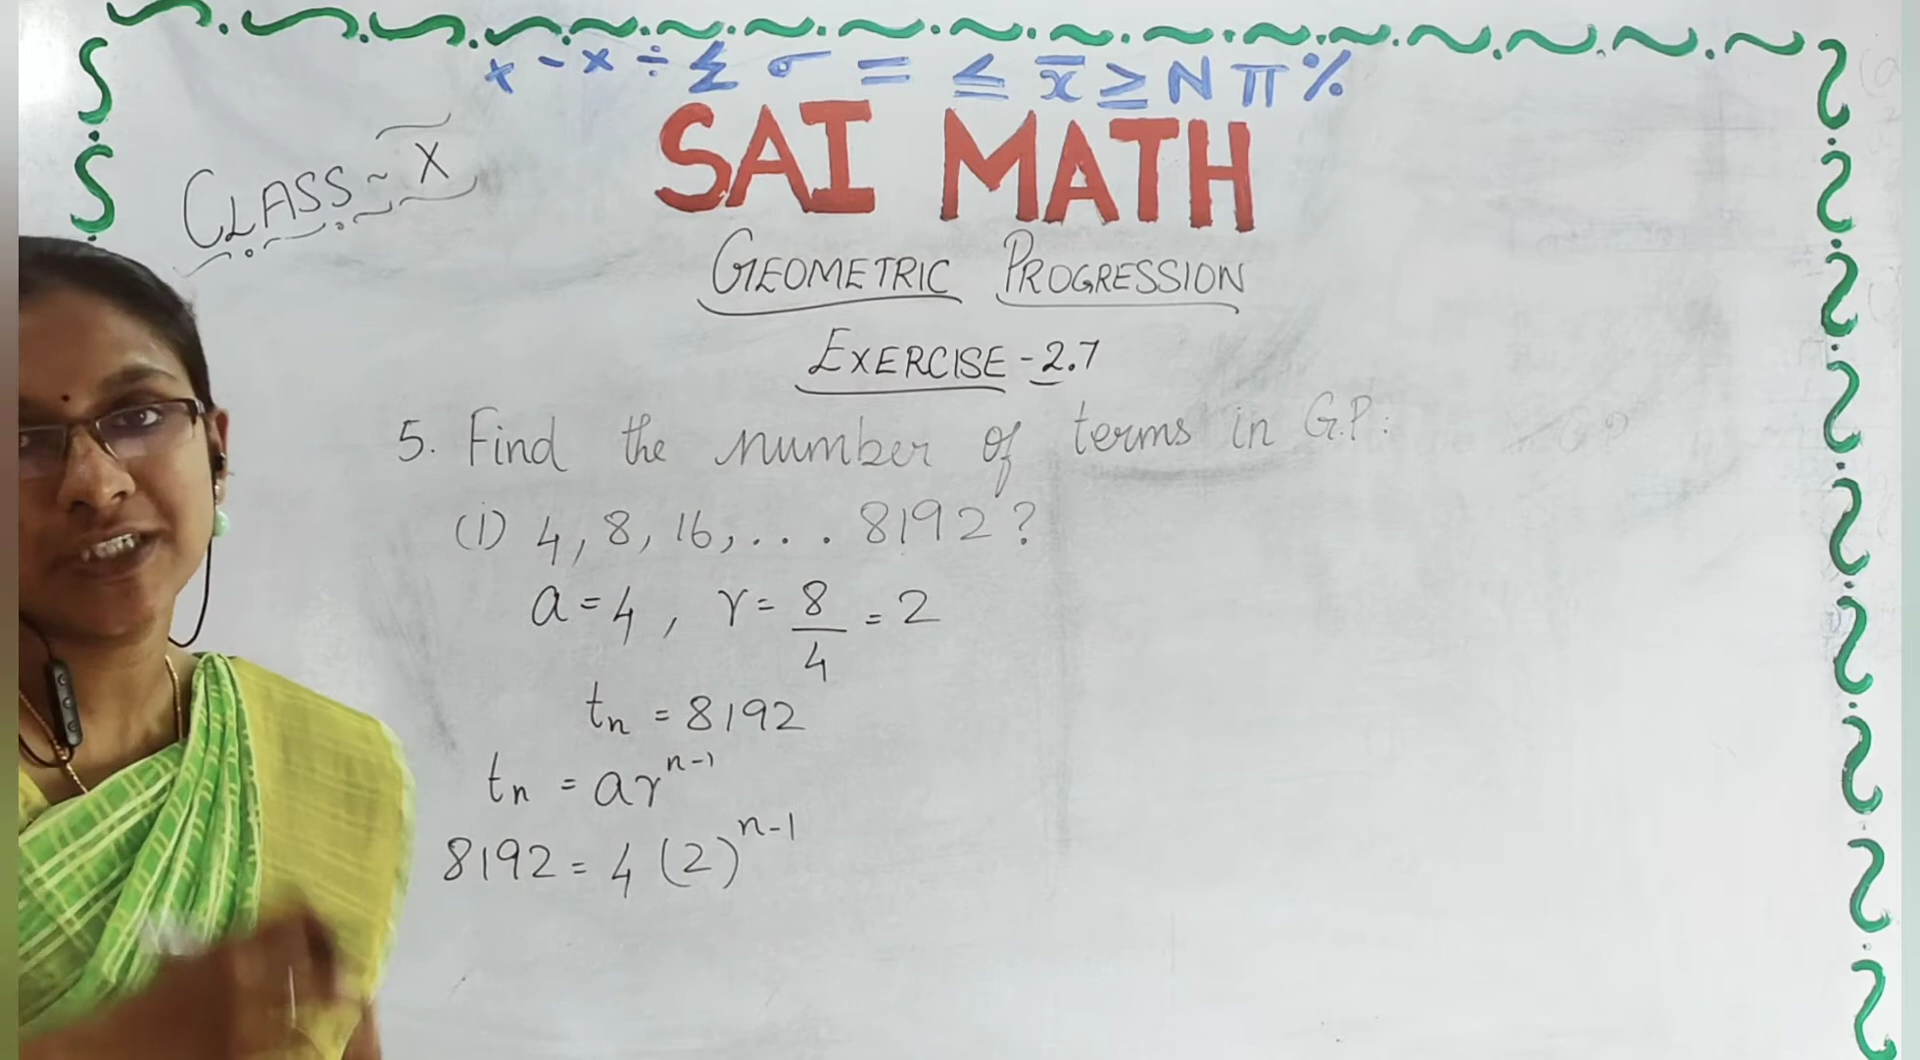 + - × ÷ Σ σ = ≤ x̅ ≥ N π %
SAI MATH
CLASS ~ X
GEOMETRIC PROGRESSION
EXERCISE - 2.7
5. Find the number of terms in G.P:
(i) 4, 8, 16, . . . 8192?
a = 4 , r = 8/4 = 2
tₙ = 8192
tₙ = arⁿ⁻¹
8192 = 4 (2)ⁿ⁻¹